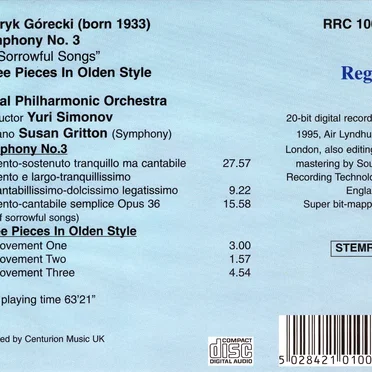 ryk Górecki (born 1933)
mphony No. 3
Sorrowful Songs"
ee Pieces In Olden Style
al Philharmonic Orchestra
ductor Yuri Simonov
ano Susan Gritton (Symphony)
phony No.3
ento-sostenuto tranquillo ma cantabile 27.57
ento e largo-tranquillissimo
antabillissimo-dolcissimo legatissimo 9.22
ento-cantabile semplice Opus 36 15.58
f sorrowful songs)
ee Pieces In Olden Style
ovement One 3.00
ovement Two 1.57
ovement Three 4.54
playing time 63'21"
ed by Centurion Music UK
RRC 100
Reg
20-bit digital record
1995, Air Lyndhu
London, also editing
mastering by Sou
Recording Technolog
Engla
Super bit-mapp
STEMR
COMPACT
disc
DIGITAL AUDIO
5 028421 0100